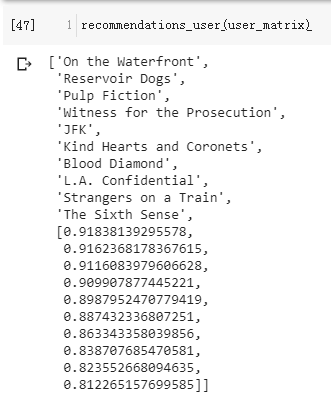 [47] 1 recommendations_user(user_matrix)
['On the Waterfront',
'Reservoir Dogs',
'Pulp Fiction',
'Witness for the Prosecution',
'JFK',
'Kind Hearts and Coronets',
'Blood Diamond',
'L.A. Confidential',
'Strangers on a Train',
'The Sixth Sense',
[0.91838139295578,
0.9162368178367615,
0.9116083979606628,
0.909907877445221,
0.8987952470779419,
0.887432336807251,
0.863343358039856,
0.838707685470581,
0.823552668094635,
0.812265157699585]]